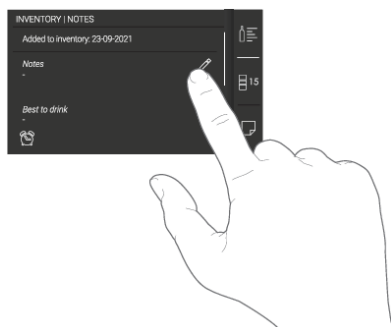 INVENTORY | NOTES
Added to inventory: 23-09-2021
Notes
-
15
Best to drink
-